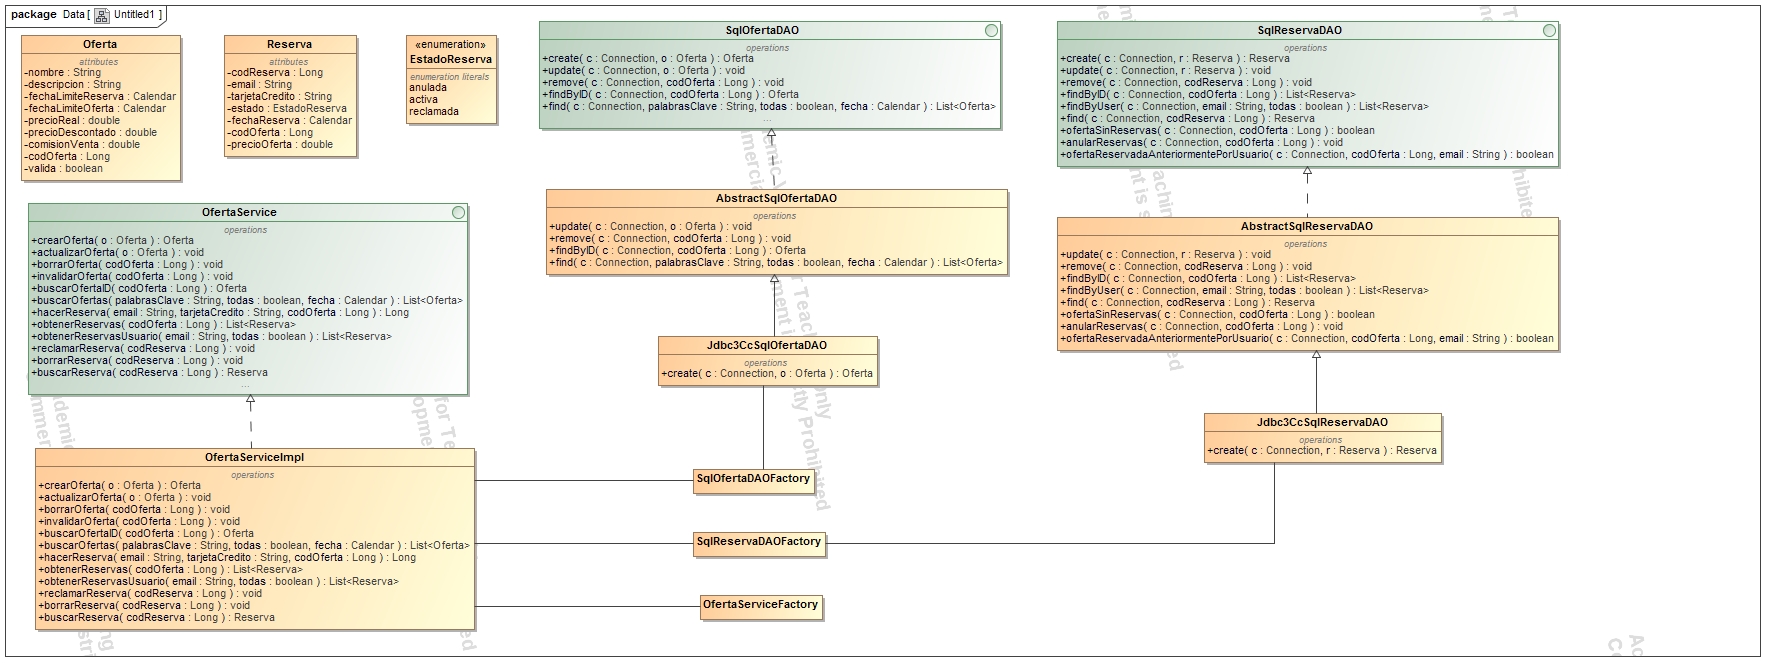 package Data [ Untitled1 ]
Oferta
attributes
-nombre : String
-descripcion : String
-fechaLimiteReserva : Calendar
-fechaLimiteOferta : Calendar
-precioReal : double
-precioDescontado : double
-comisionVenta : double
-codOferta : Long
-valida : boolean
Reserva
attributes
-codReserva : Long
-email : String
-tarjetaCredito : String
-estado : EstadoReserva
-fechaReserva : Calendar
-codOferta : Long
-precioOferta : double
«enumeration»
EstadoReserva
enumeration literals
anulada
activa
reclamada
SqlOfertaDAO
operations
+create( c : Connection, o : Oferta ) : Oferta
+update( c : Connection, o : Oferta ) : void
+remove( c : Connection, codOferta : Long ) : void
+findByID( c : Connection, codOferta : Long ) : Oferta
+find( c : Connection, palabrasClave : String, todas : boolean, fecha : Calendar ) : List<Oferta>
...
SqlReservaDAO
operations
+create( c : Connection, r : Reserva ) : Reserva
+update( c : Connection, r : Reserva ) : void
+remove( c : Connection, codReserva : Long ) : void
+findByID( c : Connection, codOferta : Long ) : List<Reserva>
+findByUser( c : Connection, email : String, todas : boolean ) : List<Reserva>
+find( c : Connection, codReserva : Long ) : Reserva
+ofertaSinReservas( c : Connection, codOferta : Long ) : boolean
+anularReservas( c : Connection, codOferta : Long ) : void
+ofertaReservadaAnteriormentePorUsuario( c : Connection, codOferta : Long, email : String ) : boolean
OfertaService
operations
+crearOferta( o : Oferta ) : Oferta
+actualizarOferta( o : Oferta ) : void
+borrarOferta( codOferta : Long ) : void
+invalidarOferta( codOferta : Long ) : void
+buscarOfertaID( codOferta : Long ) : Oferta
+buscarOfertas( palabrasClave : String, todas : boolean, fecha : Calendar ) : List<Oferta>
+hacerReserva( email : String, tarjetaCredito : String, codOferta : Long ) : Long
+obtenerReservas( codOferta : Long ) : List<Reserva>
+obtenerReservasUsuario( email : String, todas : boolean ) : List<Reserva>
+reclamarReserva( codReserva : Long ) : void
+borrarReserva( codReserva : Long ) : void
+buscarReserva( codReserva : Long ) : Reserva
...
AbstractSqlOfertaDAO
operations
+update( c : Connection, o : Oferta ) : void
+remove( c : Connection, codOferta : Long ) : void
+findByID( c : Connection, codOferta : Long ) : Oferta
+find( c : Connection, palabrasClave : String, todas : boolean, fecha : Calendar ) : List<Oferta>
AbstractSqlReservaDAO
operations
+update( c : Connection, r : Reserva ) : void
+remove( c : Connection, codReserva : Long ) : void
+findByID( c : Connection, codOferta : Long ) : List<Reserva>
+findByUser( c : Connection, email : String, todas : boolean ) : List<Reserva>
+find( c : Connection, codReserva : Long ) : Reserva
+ofertaSinReservas( c : Connection, codOferta : Long ) : boolean
+anularReservas( c : Connection, codOferta : Long ) : void
+ofertaReservadaAnteriormentePorUsuario( c : Connection, codOferta : Long, email : String ) : boolean
Jdbc3CcSqlOfertaDAO
operations
+create( c : Connection, o : Oferta ) : Oferta
Jdbc3CcSqlReservaDAO
operations
+create( c : Connection, r : Reserva ) : Reserva
OfertaServiceImpl
operations
+crearOferta( o : Oferta ) : Oferta
+actualizarOferta( o : Oferta ) : void
+borrarOferta( codOferta : Long ) : void
+invalidarOferta( codOferta : Long ) : void
+buscarOfertaID( codOferta : Long ) : Oferta
+buscarOfertas( palabrasClave : String, todas : boolean, fecha : Calendar ) : List<Oferta>
+hacerReserva( email : String, tarjetaCredito : String, codOferta : Long ) : Long
+obtenerReservas( codOferta : Long ) : List<Reserva>
+obtenerReservasUsuario( email : String, todas : boolean ) : List<Reserva>
+reclamarReserva( codReserva : Long ) : void
+borrarReserva( codReserva : Long ) : void
+buscarReserva( codReserva : Long ) : Reserva
SqlOfertaDAOFactory
SqlReservaDAOFactory
OfertaServiceFactory